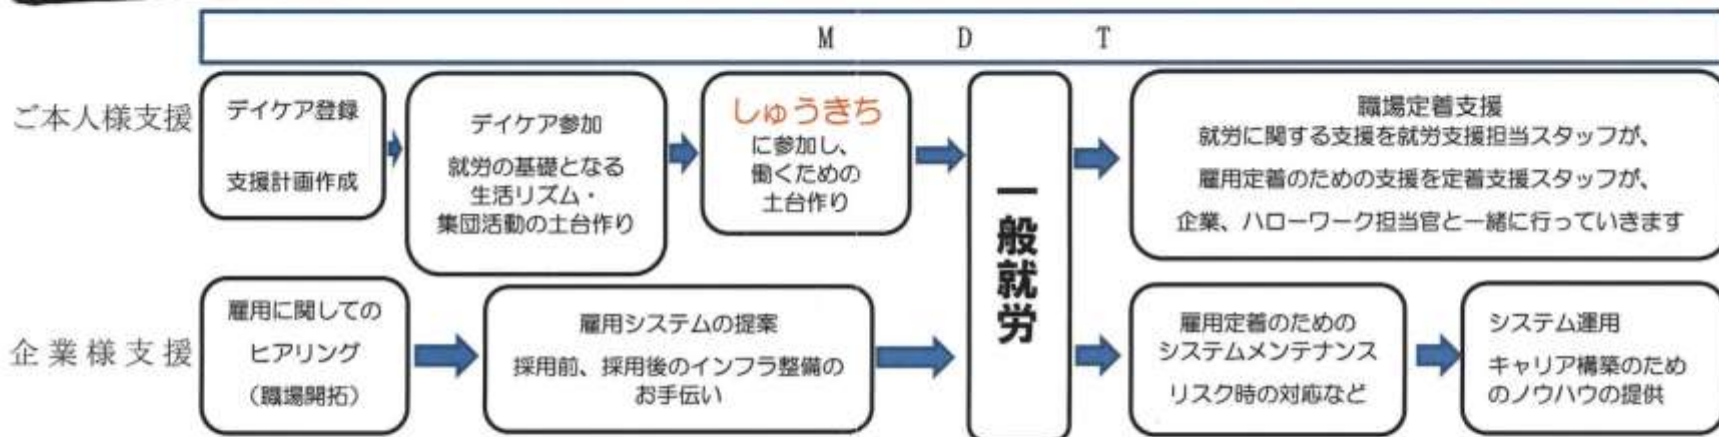 M D T
ご本人様支援
デイケア登録
支援計画作成
デイケア参加
就労の基礎となる
生活リズム・
集団活動の土台作り
しゅうきち
に参加し、
働くための
土台作り
一般就労
職場定着支援
就労に関する支援を就労支援担当スタッフが、
雇用定着のための支援を定着支援スタッフが、
企業、ハローワーク担当官と一緒に行っていきます
企業様支援
雇用に関しての
ヒアリング
（職場開拓）
雇用システムの提案
採用前、採用後のインフラ整備の
お手伝い
雇用定着のための
システムメンテナンス
リスク時の対応など
システム運用
キャリア構築のため
のノウハウの提供